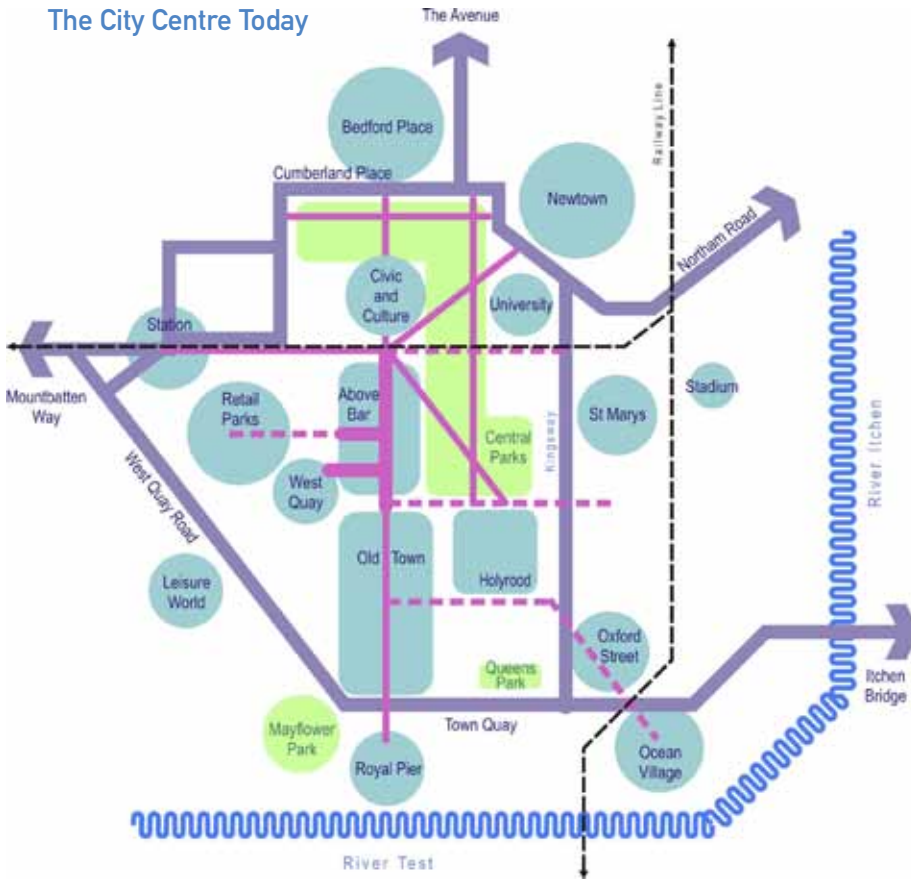 The City Centre Today
The Avenue
Bedford Place
Railway Line
Cumberland Place
Newtown
Northam Road
Civic
and
Culture
University
Station
Mountbatten
Way
Retail
Parks
Above
Bar
Stadium
St Marys
Central
Parks
Kingsway
River Itchen
West
Quay
West Quay Road
Old Town
Holyrood
Leisure
World
Oxford
Street
Queens
Park
Itchen
Bridge
Mayflower
Park
Town Quay
Royal Pier
Ocean
Village
River Test